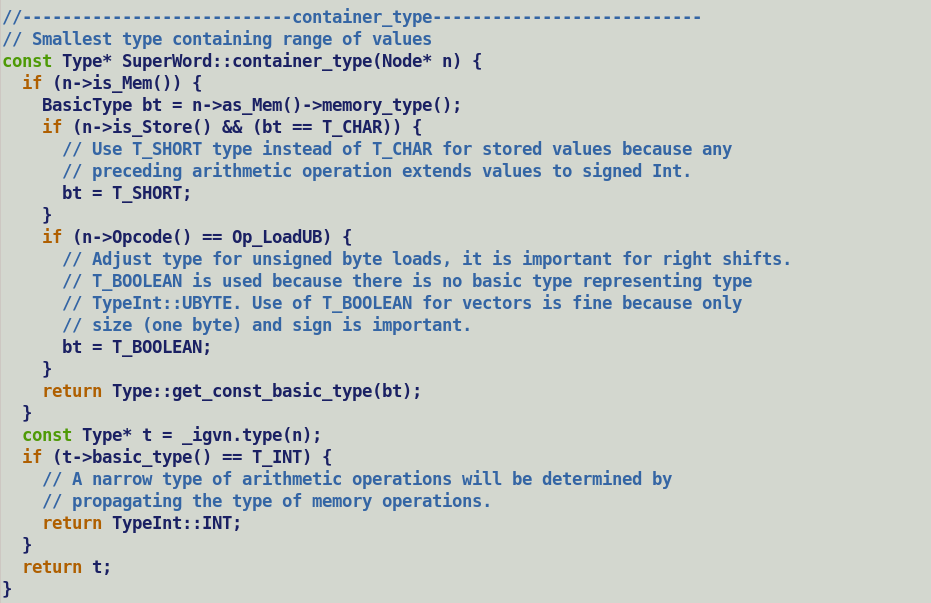 //---------------------------container_type---------------------------
// Smallest type containing range of values
const Type* SuperWord::container_type(Node* n) {
  if (n->is_Mem()) {
    BasicType bt = n->as_Mem()->memory_type();
    if (n->is_Store() && (bt == T_CHAR)) {
      // Use T_SHORT type instead of T_CHAR for stored values because any
      // preceding arithmetic operation extends values to signed Int.
      bt = T_SHORT;
    }
    if (n->Opcode() == Op_LoadUB) {
      // Adjust type for unsigned byte loads, it is important for right shifts.
      // T_BOOLEAN is used because there is no basic type representing type
      // TypeInt::UBYTE. Use of T_BOOLEAN for vectors is fine because only
      // size (one byte) and sign is important.
      bt = T_BOOLEAN;
    }
    return Type::get_const_basic_type(bt);
  }
  const Type* t = _igvn.type(n);
  if (t->basic_type() == T_INT) {
    // A narrow type of arithmetic operations will be determined by
    // propagating the type of memory operations.
    return TypeInt::INT;
  }
  return t;
}